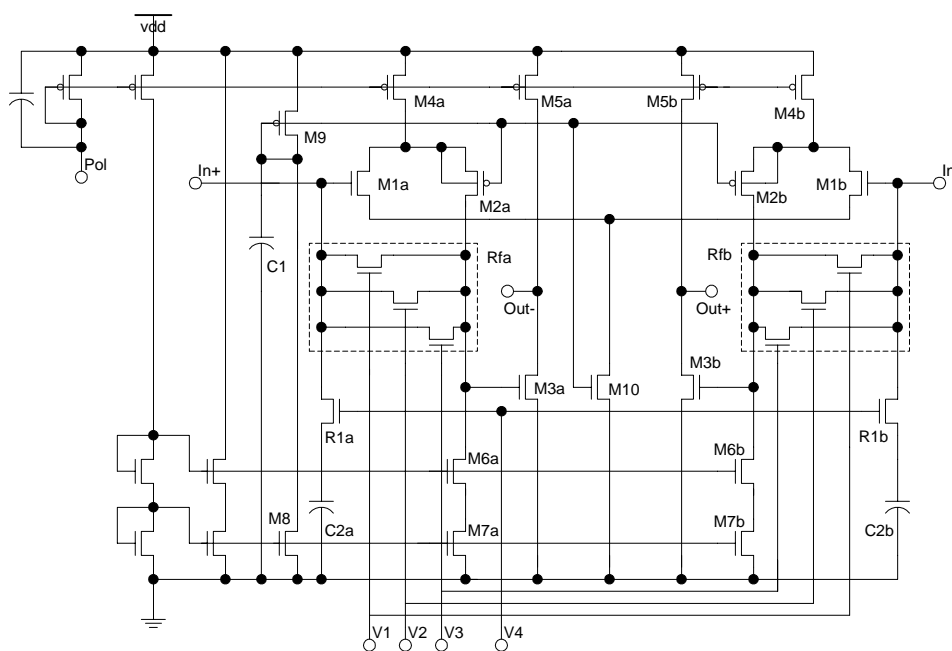 vdd
M4a
M5a
M5b
M4b
M9
Pol
In+
M1a
M2a
M2b
M1b
In
C1
Rfa
Rfb
Out-
Out+
M3a
M10
M3b
R1a
R1b
M6a
M6b
M8
C2a
M7a
M7b
C2b
V1
V2
V3
V4